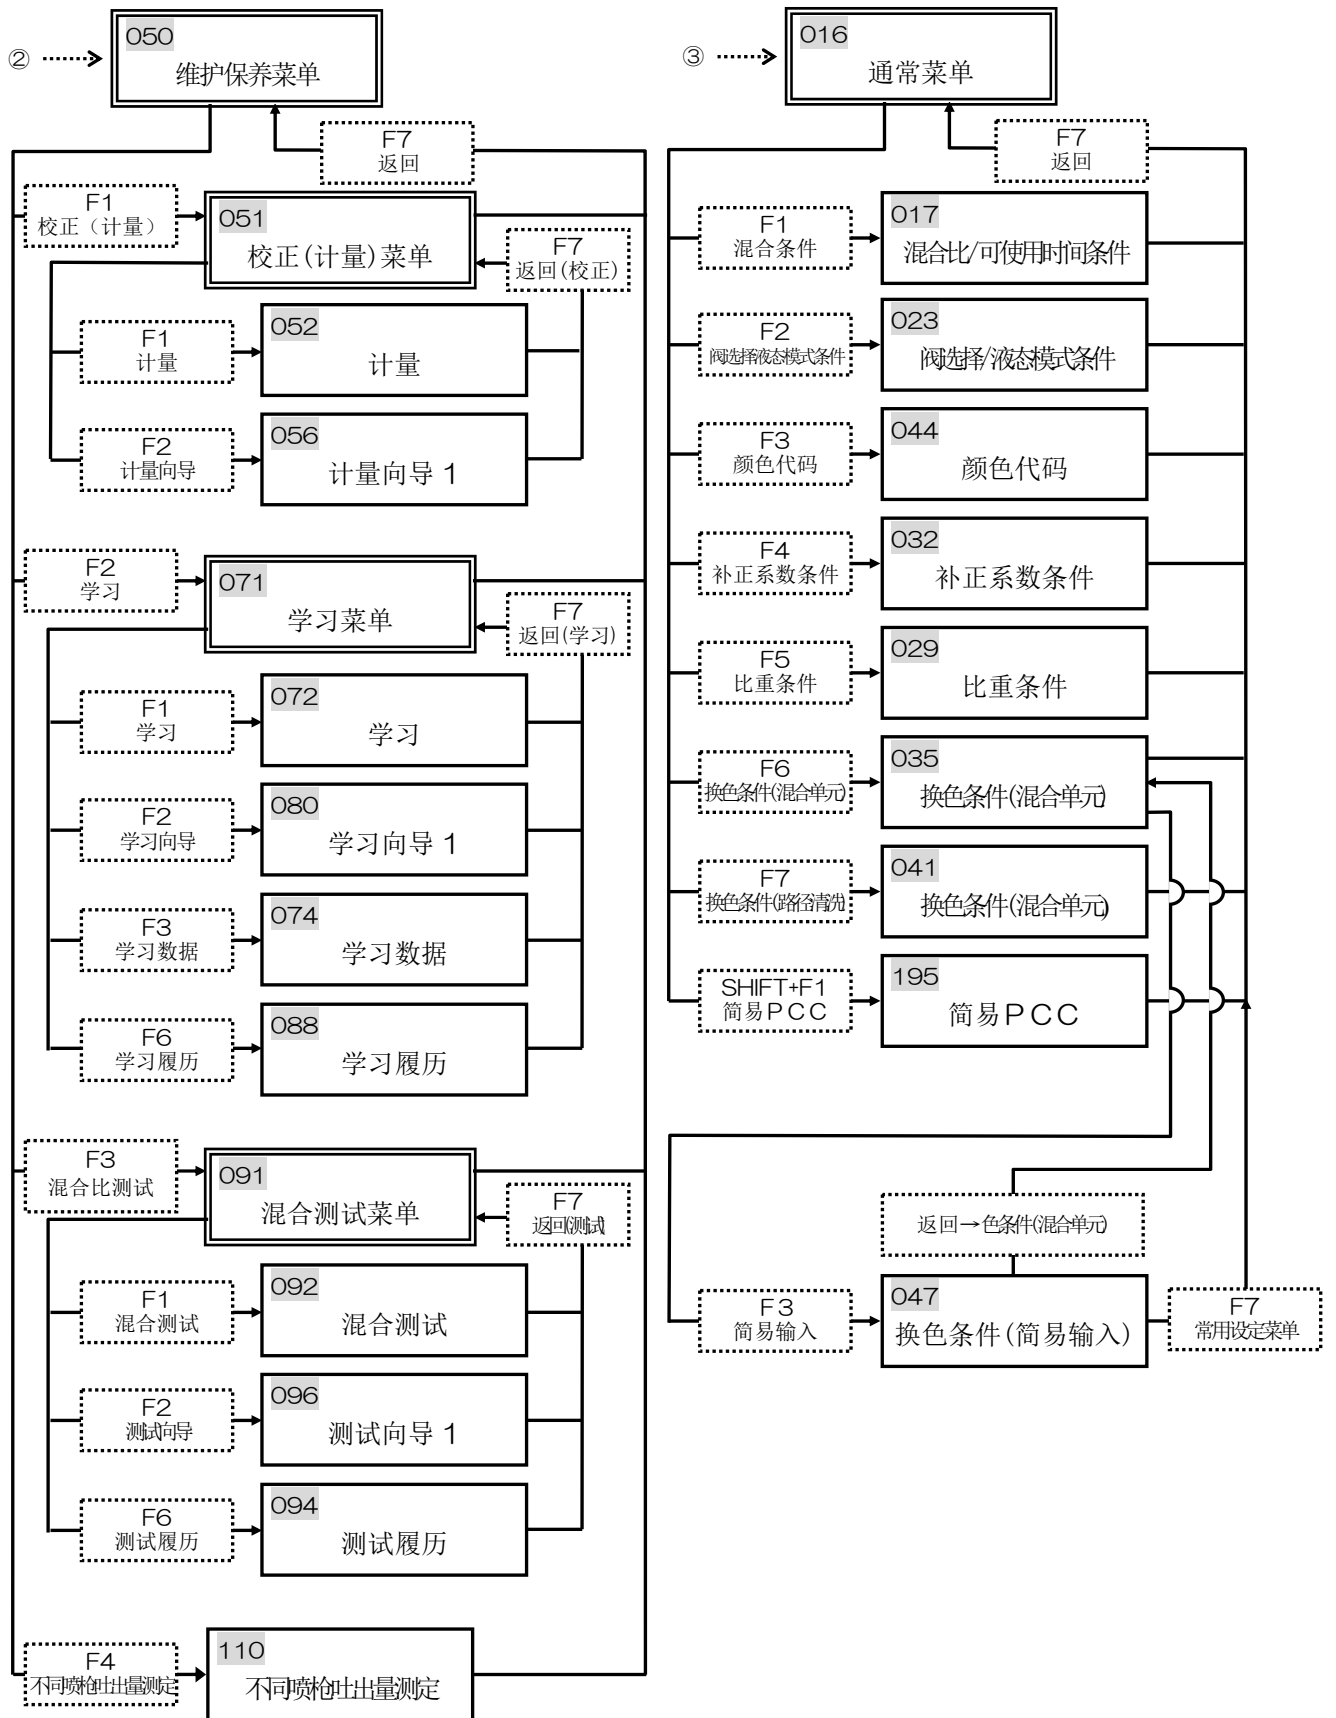 ②
050
维护保养菜单
F7
返回
F1
校正（计量）
051
校正(计量)菜单
F7
返回(校正)
F1
计量
052
计量
F2
计量向导
056
计量向导 1
F2
学习
071
学习菜单
F7
返回(学习)
F1
学习
072
学习
F2
学习向导
080
学习向导 1
F3
学习数据
074
学习数据
F6
学习履历
088
学习履历
F3
混合比测试
091
混合测试菜单
F7
返回(测试)
F1
混合测试
092
混合测试
F2
测试向导
096
测试向导 1
F6
测试履历
094
测试履历
F4
不同喷枪吐出量测定
110
不同喷枪吐出量测定
③
016
通常菜单
F7
返回
F1
混合条件
017
混合比/可使用时间条件
F2
阀选择/液态模式条件
023
阀选择/液态模式条件
F3
颜色代码
044
颜色代码
F4
补正系数条件
032
补正系数条件
F5
比重条件
029
比重条件
F6
换色条件(混合单元)
035
换色条件(混合单元)
F7
换色条件(路径清洗)
041
换色条件(混合单元)
SHIFT+F1
简易ＰＣＣ
195
简易ＰＣＣ
返回→色条件(混合单元)
F3
简易输入
047
换色条件(简易输入)
F7
常用设定菜单